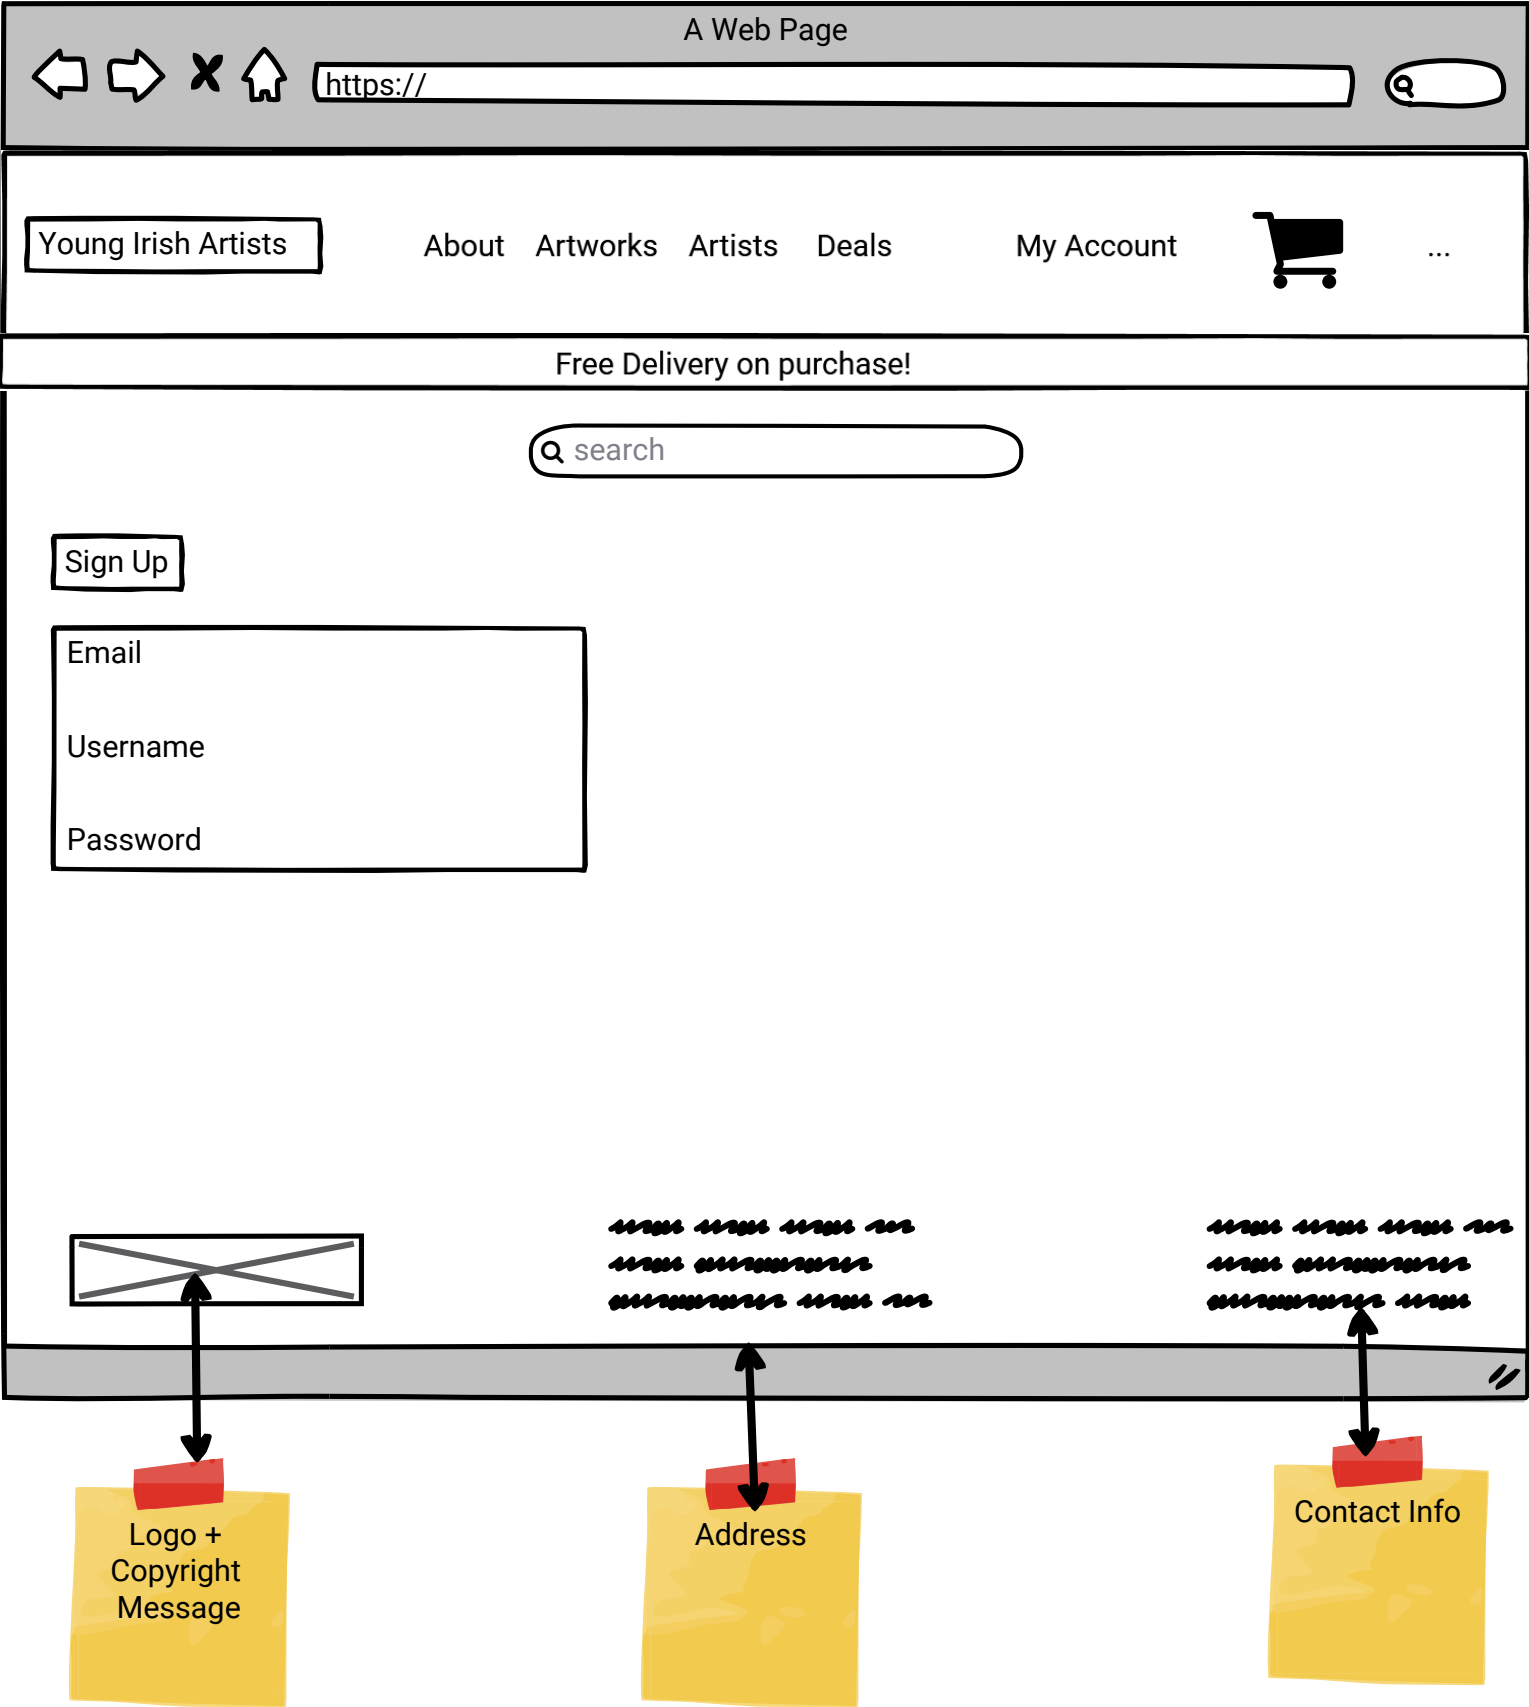 A Web Page
https://
Young Irish Artists About Artworks Artists Deals My Account ...
Free Delivery on purchase!
search
Sign Up
Email
Username
Password
Logo +
Copyright
Message
Address
Contact Info